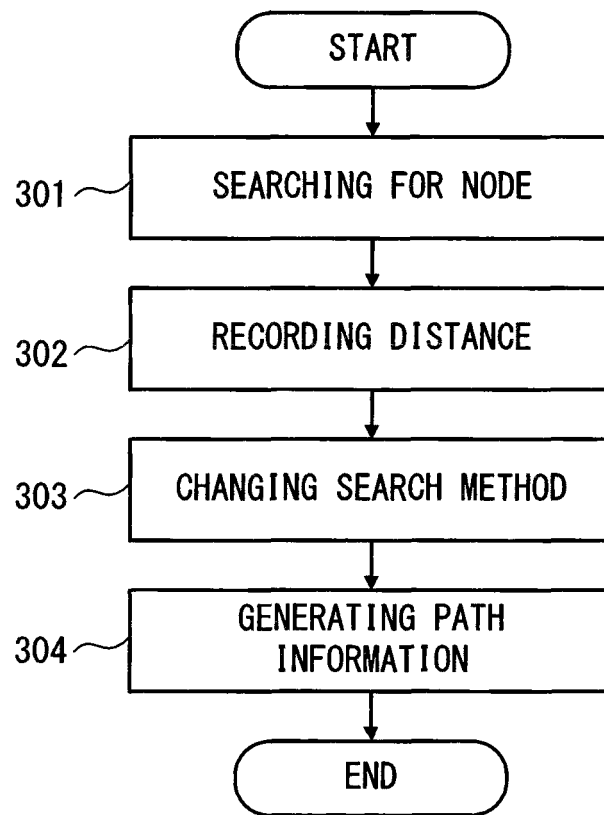 START
301
SEARCHING FOR NODE
302
RECORDING DISTANCE
303
CHANGING SEARCH METHOD
304
GENERATING PATH
INFORMATION
END